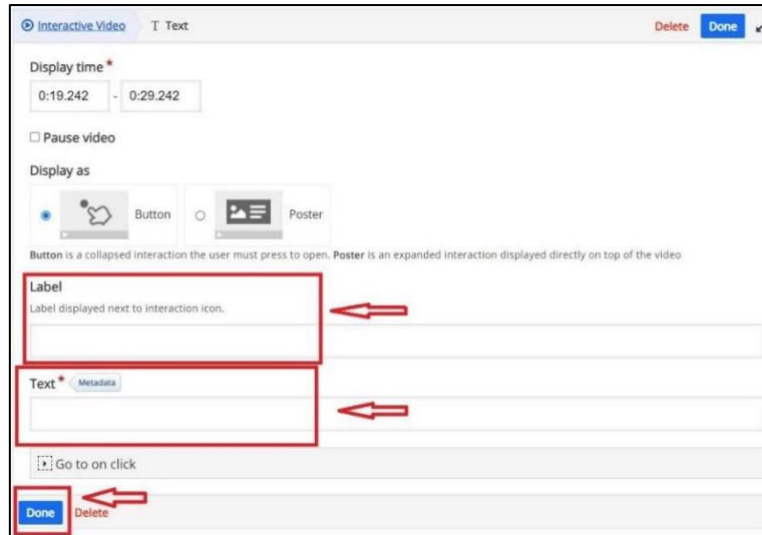 Interactive Video T Text Delete Done
Display time *
0:19.242 - 0:29.242
Pause video
Display as
Button Poster
Button is a collapsed interaction the user must press to open. Poster is an expanded interaction displayed directly on top of the video
Label
Label displayed next to interaction icon.
Text * Metadata
Go to on click
Done Delete